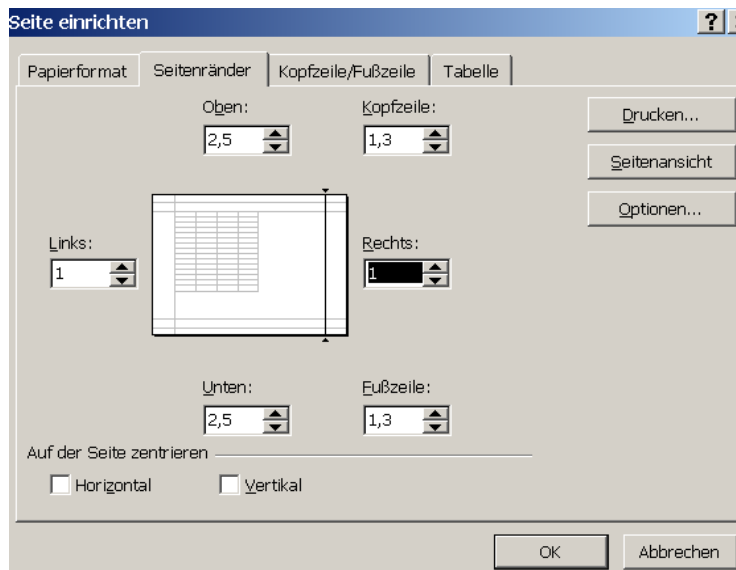 Seite einrichten ?
Papierformat Seitenränder Kopfzeile/Fußzeile Tabelle
Oben: Kopfzeile:
2,5 1,3
Drucken...
Seitenansicht
Optionen...
Links: Rechts:
1 1
Unten: Fußzeile:
2,5 1,3
Auf der Seite zentrieren
Horizontal Vertikal
OK Abbrechen